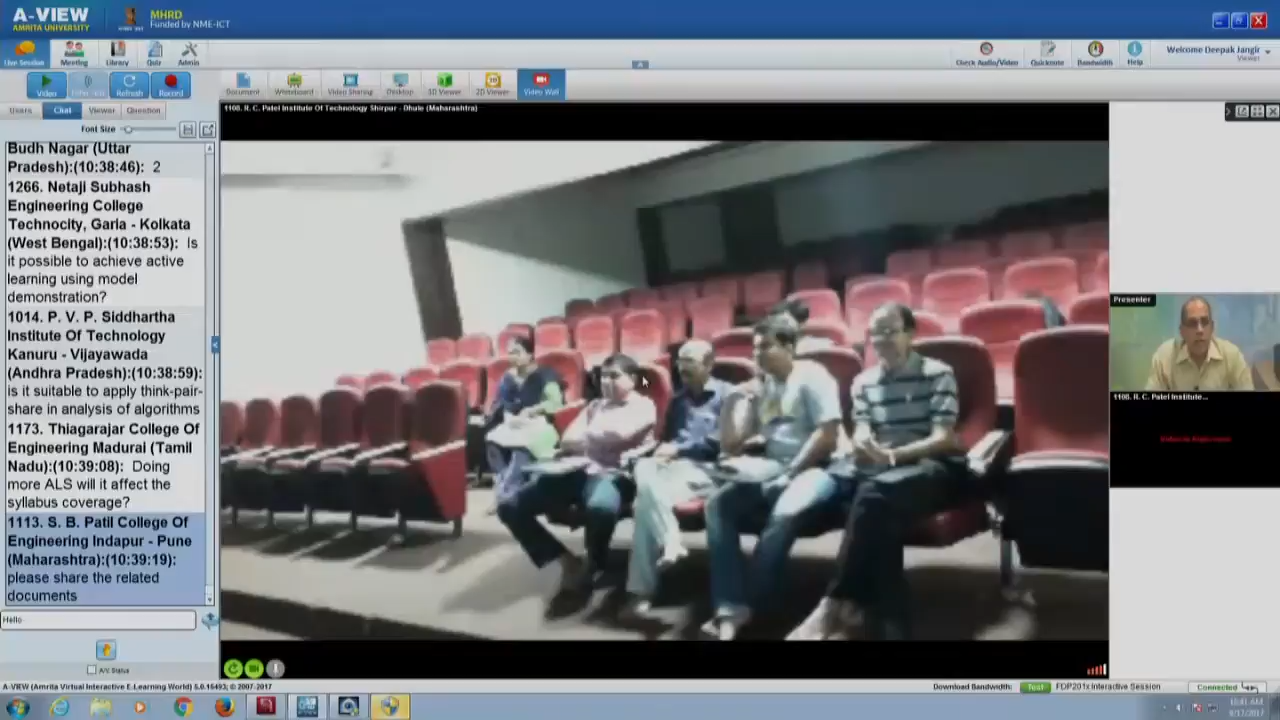 A-VIEW
AMRITA UNIVERSITY
MHRD
Funded by NME-ICT
Live Session
Meeting
Library
Quiz
Admin
Check Audio/Video
Quicknote
Bandwidth
Help
Welcome Deepak Jangir
Viewer
Video
Refresh
Record
Document
Whiteboard
Video Sharing
Desktop
3D Viewer
2D Viewer
Video Wall
Users
Chat
Viewer
Question
Font Size
1108. R. C. Patel Institute Of Technology Shirpur - Dhule (Maharashtra)
Budh Nagar (Uttar
Pradesh):(10:38:46): 2
1266. Netaji Subhash
Engineering College
Technocity, Garia - Kolkata
(West Bengal):(10:38:53): Is
it possible to achieve active
learning using model
demonstration?
1014. P. V. P. Siddhartha
Institute Of Technology
Kanuru - Vijayawada
(Andhra Pradesh):(10:38:59):
is it suitable to apply think-pair-
share in analysis of algorithms
1173. Thiagarajar College Of
Engineering Madurai (Tamil
Nadu):(10:39:08): Doing
more ALS will it affect the
syllabus coverage?
1113. S. B. Patil College Of
Engineering Indapur - Pune
(Maharashtra):(10:39:19):
please share the related
documents
Hello
A/V Status
Presenter
1108. R. C. Patel Institute...
A-VIEW (Amrita Virtual Interactive E-Learning World) 5.0.15493; © 2007-2017
Download Bandwidth:
Test
FDP201x Interactive Session
Connected